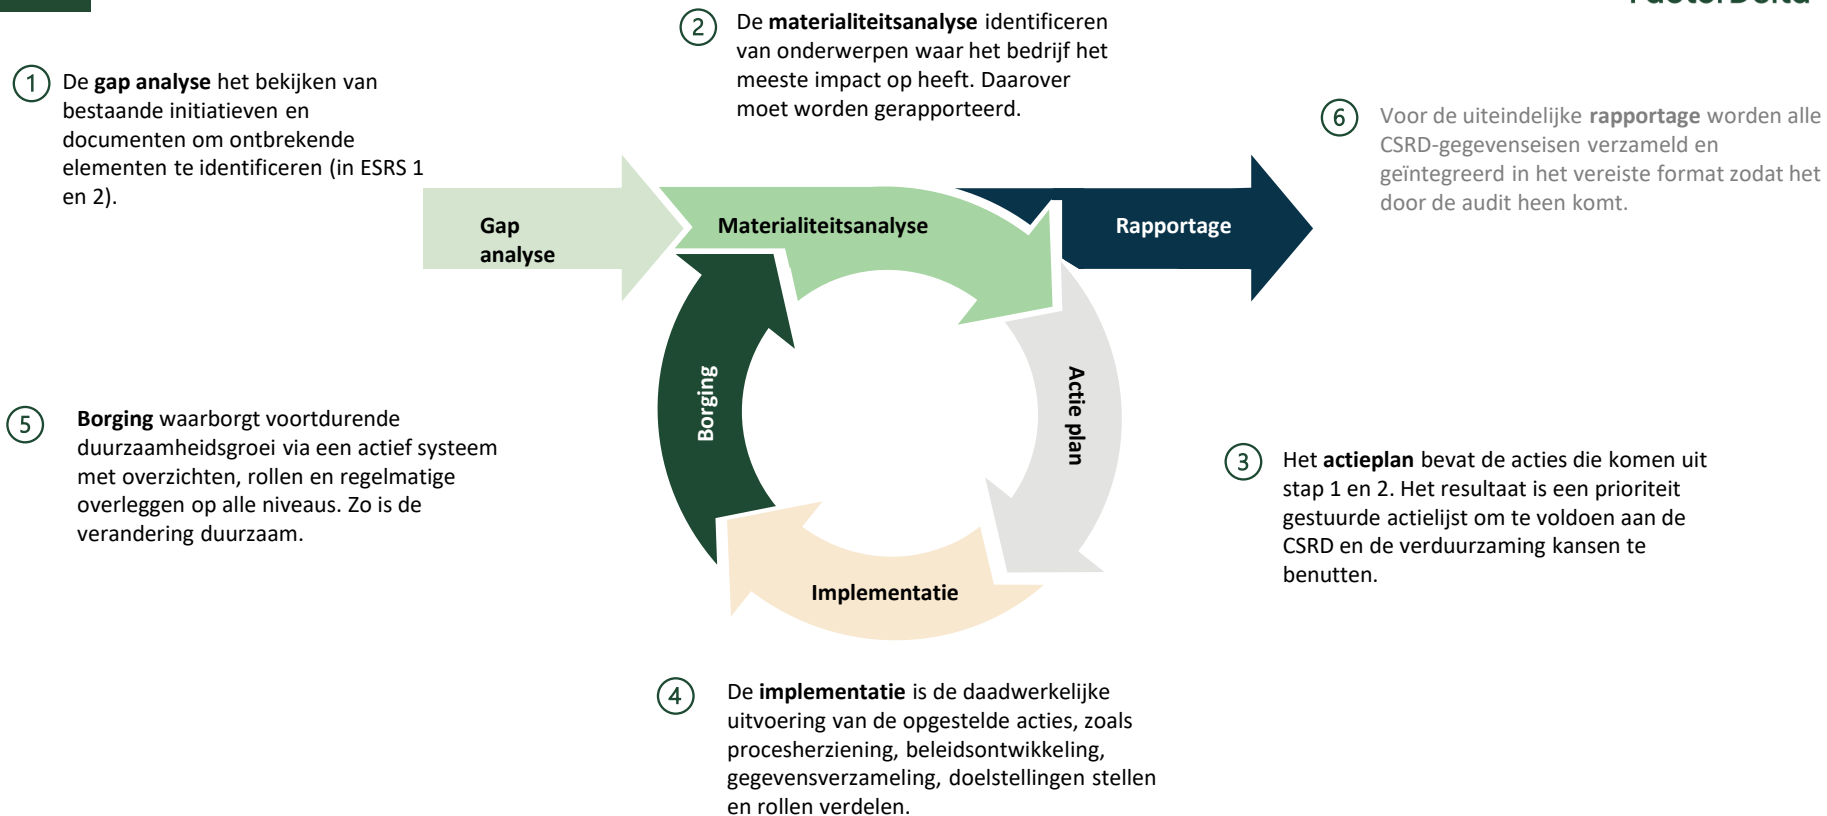 1
De gap analyse het bekijken van
bestaande initiatieven en
documenten om ontbrekende
elementen te identificeren (in ESRS 1
en 2).
2
De materialiteitsanalyse identificeren
van onderwerpen waar het bedrijf het
meeste impact op heeft. Daarover
moet worden gerapporteerd.
6
Voor de uiteindelijke rapportage worden alle
CSRD-gegevenseisen verzameld en
geïntegreerd in het vereiste format zodat het
door de audit heen komt.
Gap
analyse
Materialiteitsanalyse
Rapportage
Borging
Actie plan
Implementatie
5
Borging waarborgt voortdurende
duurzaamheidsgroei via een actief systeem
met overzichten, rollen en regelmatige
overleggen op alle niveaus. Zo is de
verandering duurzaam.
3
Het actieplan bevat de acties die komen uit
stap 1 en 2. Het resultaat is een prioriteit
gestuurde actielijst om te voldoen aan de
CSRD en de verduurzaming kansen te
benutten.
4
De implementatie is de daadwerkelijke
uitvoering van de opgestelde acties, zoals
procesherziening, beleidsontwikkeling,
gegevensverzameling, doelstellingen stellen
en rollen verdelen.